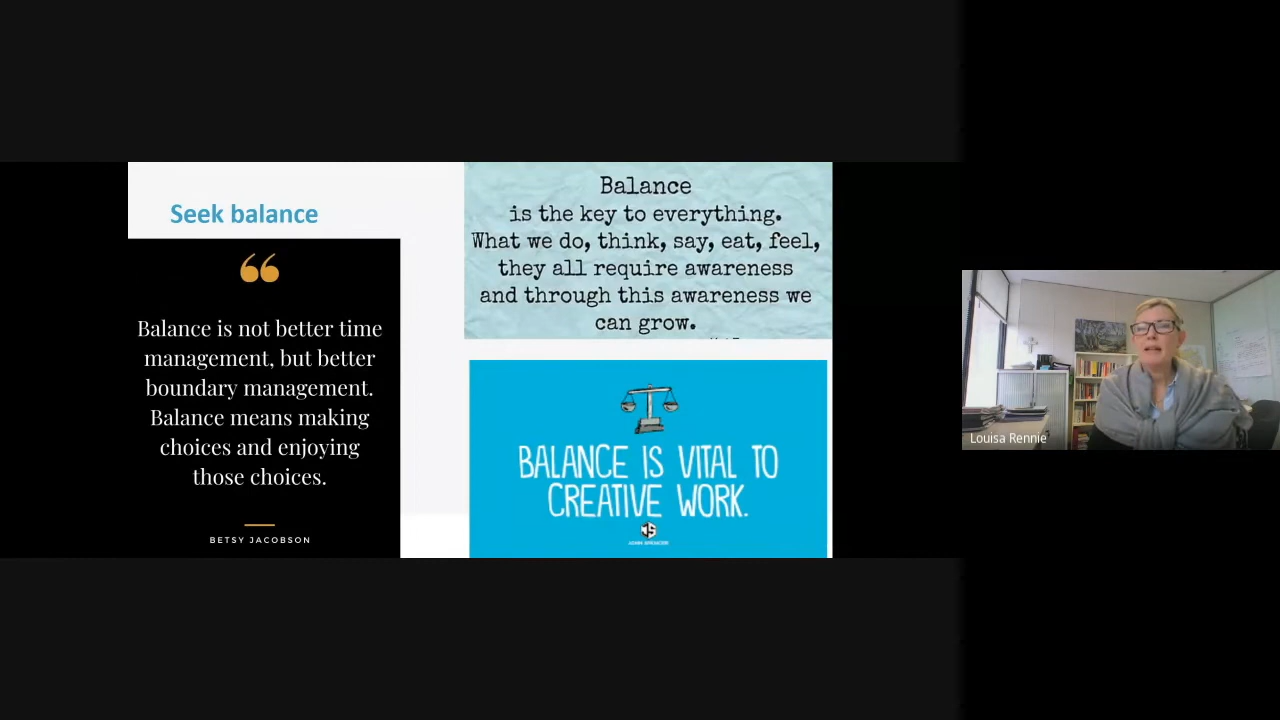 Seek balance
Balance is not better time
management, but better
boundary management.
Balance means making
choices and enjoying
those choices.
BETSY JACOBSON
Balance
is the key to everything.
What we do, think, say, eat, feel,
they all require awareness
and through this awareness we
can grow.
BALANCE IS VITAL TO
CREATIVE WORK.
Louisa Rennie